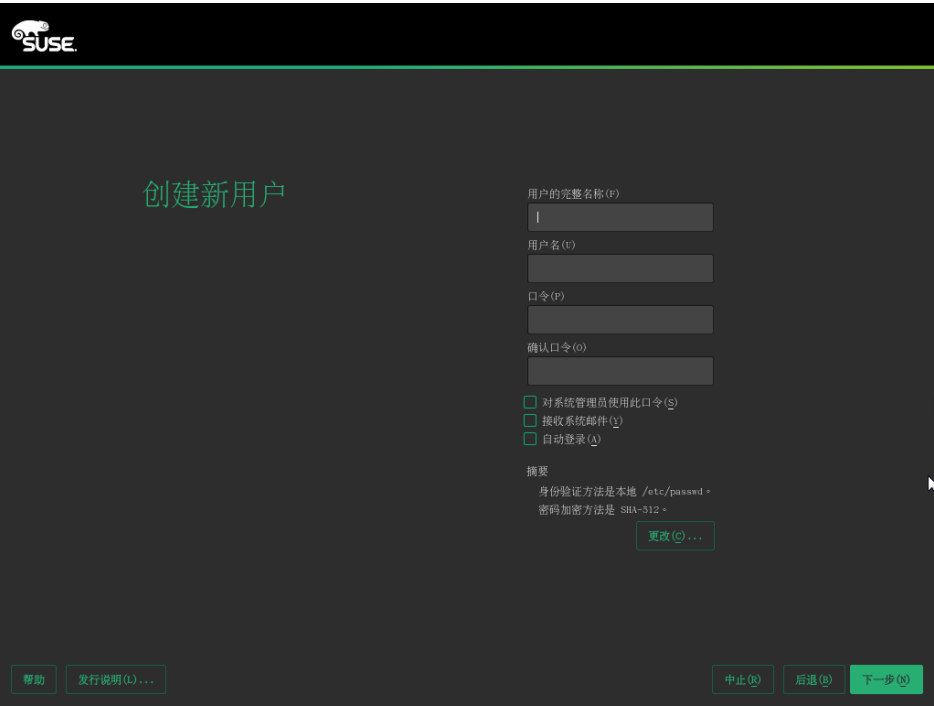 SUSE.
创建新用户
用户的完整名称(F)
用户名(U)
口令(P)
确认口令(O)
对系统管理员使用此口令(S)
接收系统邮件(Y)
自动登录(A)
摘要
身份验证方法是本地 /etc/passwd。
密码加密方法是 SHA-512。
更改(C)...
帮助
发行说明(L)...
中止(R)
后退(B)
下一步(N)